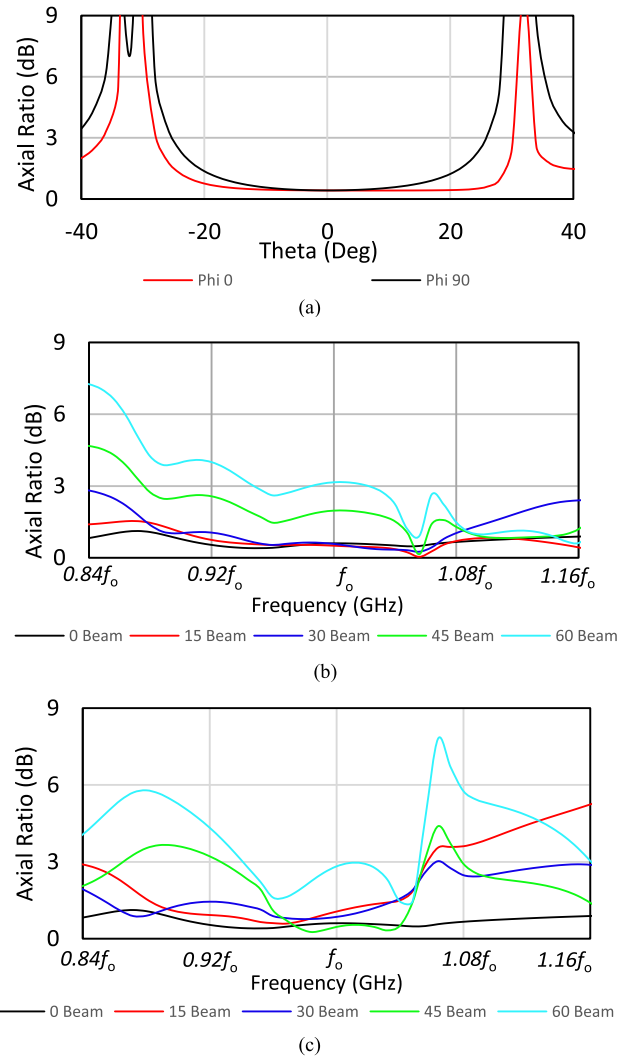 9
6
3
0
Axial Ratio (dB)
-40 -20 0 20 40
Theta (Deg)
Phi 0 Phi 90
(a)
9
6
3
0
Axial Ratio (dB)
0.84fo 0.92fo fo 1.08fo 1.16fo
Frequency (GHz)
0 Beam 15 Beam 30 Beam 45 Beam 60 Beam
(b)
9
6
3
0
Axial Ratio (dB)
0.84fo 0.92fo fo 1.08fo 1.16fo
Frequency (GHz)
0 Beam 15 Beam 30 Beam 45 Beam 60 Beam
(c)